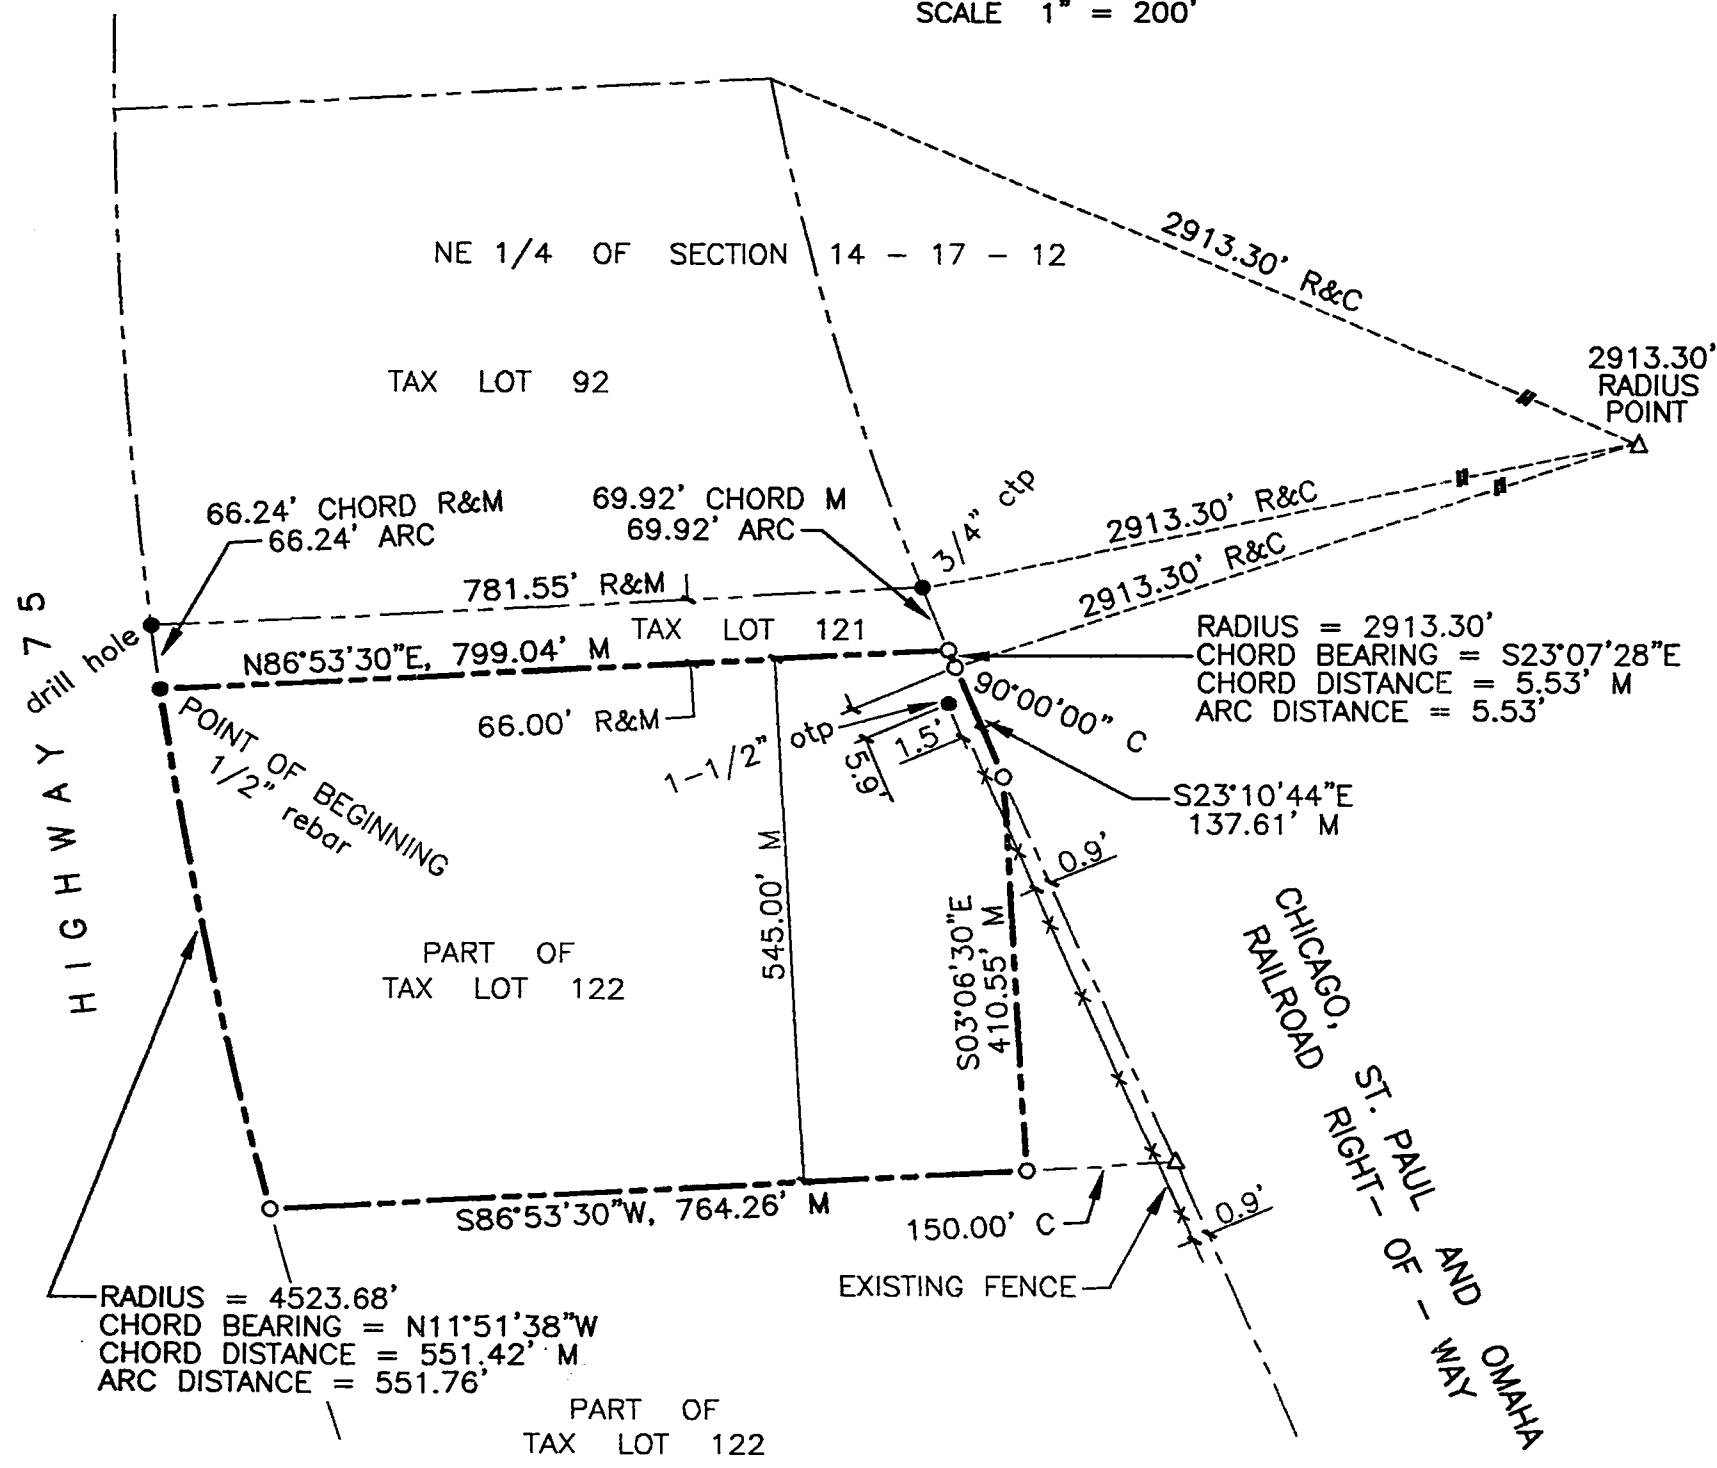 SCALE 1" = 200'
NE 1/4 OF SECTION 14 - 17 - 12
2913.30' R&C
TAX LOT 92
2913.30'
RADIUS
POINT
66.24' CHORD R&M
66.24' ARC
69.92' CHORD M
69.92' ARC
3/4" ctp
2913.30' R&C
2913.30' R&C
781.55' R&M
TAX LOT 121
HIGHWAY 75
drill hole
N86°53'30"E, 799.04' M
66.00' R&M
RADIUS = 2913.30'
CHORD BEARING = S23°07'28"E
CHORD DISTANCE = 5.53' M
ARC DISTANCE = 5.53'
90°00'00" C
POINT OF BEGINNING
1/2" rebar
1-1/2" otp
1.5'
5.9'
S23°10'44"E
137.61' M
0.9'
545.00' M
S03°06'30"E
410.55' M
PART OF
TAX LOT 122
CHICAGO, ST. PAUL AND OMAHA
RAILROAD RIGHT- OF - WAY
S86°53'30"W, 764.26' M
150.00' C
0.9'
EXISTING FENCE
RADIUS = 4523.68'
CHORD BEARING = N11°51'38"W
CHORD DISTANCE = 551.42' M
ARC DISTANCE = 551.76'
PART OF
TAX LOT 122